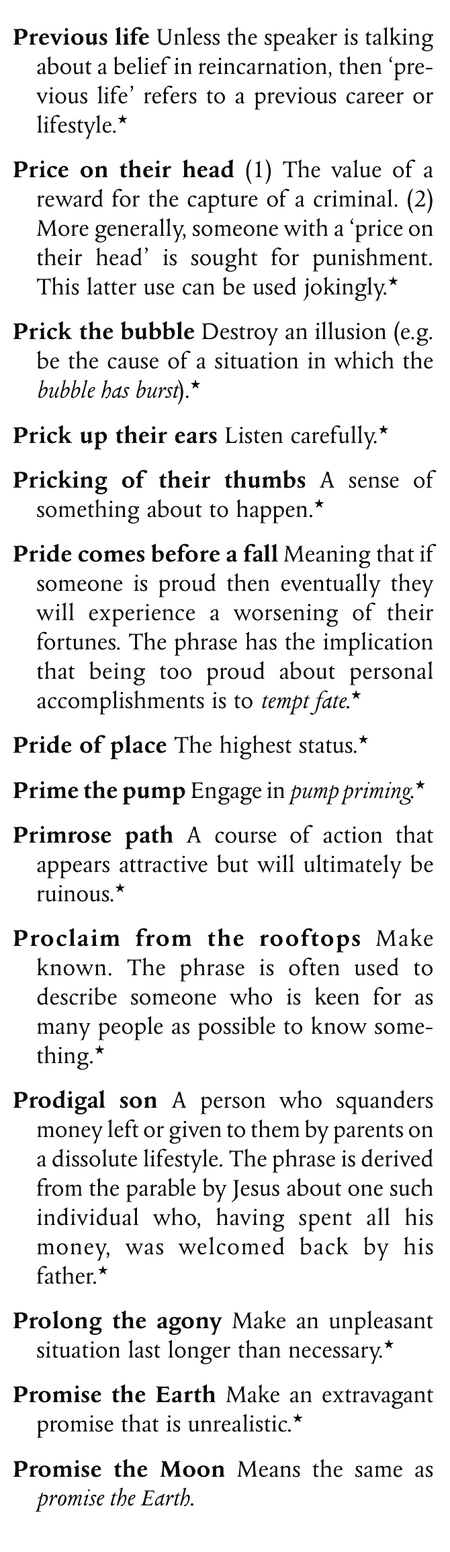 Previous life Unless the speaker is talking
about a belief in reincarnation, then ‘pre-
vious life’ refers to a previous career or
lifestyle.★
Price on their head (1) The value of a
reward for the capture of a criminal. (2)
More generally, someone with a ‘price on
their head’ is sought for punishment.
This latter use can be used jokingly.★
Prick the bubble Destroy an illusion (e.g.
be the cause of a situation in which the
bubble has burst).★
Prick up their ears Listen carefully.★
Pricking of their thumbs A sense of
something about to happen.★
Pride comes before a fall Meaning that if
someone is proud then eventually they
will experience a worsening of their
fortunes. The phrase has the implication
that being too proud about personal
accomplishments is to tempt fate.★
Pride of place The highest status.★
Prime the pump Engage in pump priming.★
Primrose path A course of action that
appears attractive but will ultimately be
ruinous.★
Proclaim from the rooftops Make
known. The phrase is often used to
describe someone who is keen for as
many people as possible to know some-
thing.★
Prodigal son A person who squanders
money left or given to them by parents on
a dissolute lifestyle. The phrase is derived
from the parable by Jesus about one such
individual who, having spent all his
money, was welcomed back by his
father.★
Prolong the agony Make an unpleasant
situation last longer than necessary.★
Promise the Earth Make an extravagant
promise that is unrealistic.★
Promise the Moon Means the same as
promise the Earth.